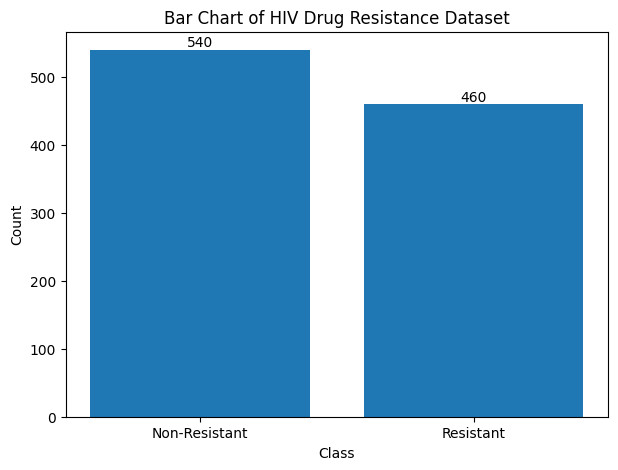 Bar Chart of HIV Drug Resistance Dataset
540
460
500
400
300
200
100
0
Count
Non-Resistant
Resistant
Class